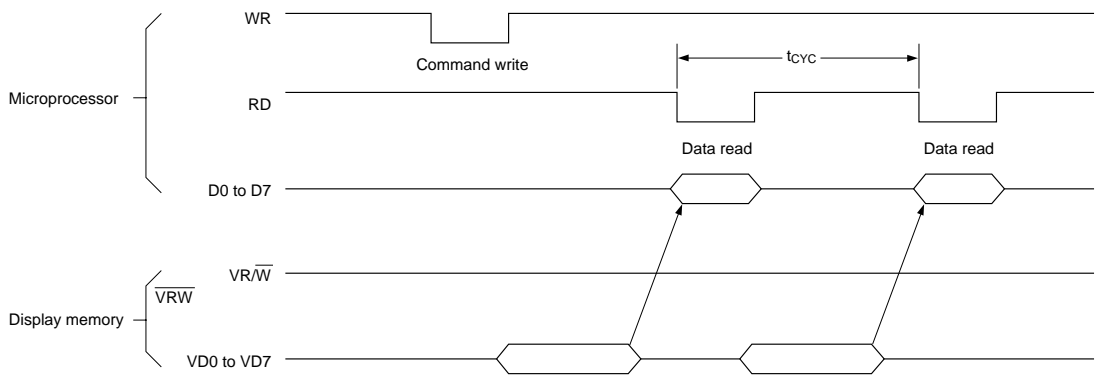 WR
Command write
tCYC
Microprocessor
RD
Data read Data read
D0 to D7
VR/W̅
V̅R̅W̅
Display memory
VD0 to VD7